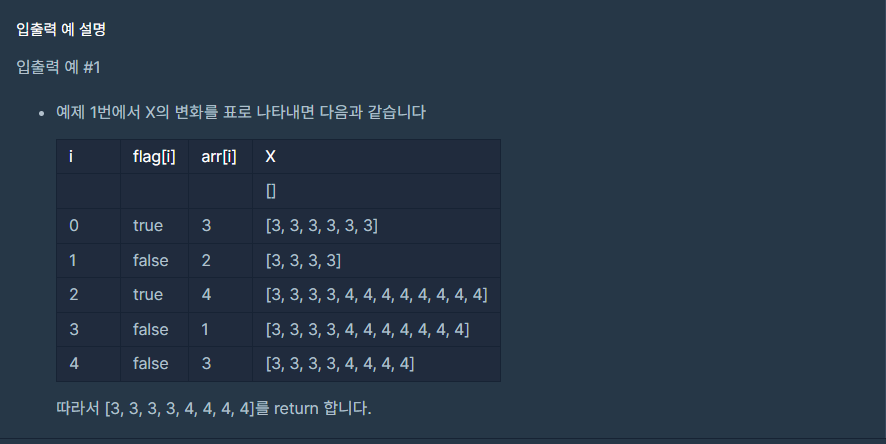 입출력 예 설명
입출력 예 #1
• 예제 1번에서 X의 변화를 표로 나타내면 다음과 같습니다
i flag[i] arr[i] X
[]
0 true 3 [3, 3, 3, 3, 3, 3]
1 false 2 [3, 3, 3, 3]
2 true 4 [3, 3, 3, 3, 4, 4, 4, 4, 4, 4, 4, 4]
3 false 1 [3, 3, 3, 3, 4, 4, 4, 4, 4, 4, 4]
4 false 3 [3, 3, 3, 3, 4, 4, 4, 4]
따라서 [3, 3, 3, 3, 4, 4, 4, 4]를 return 합니다.